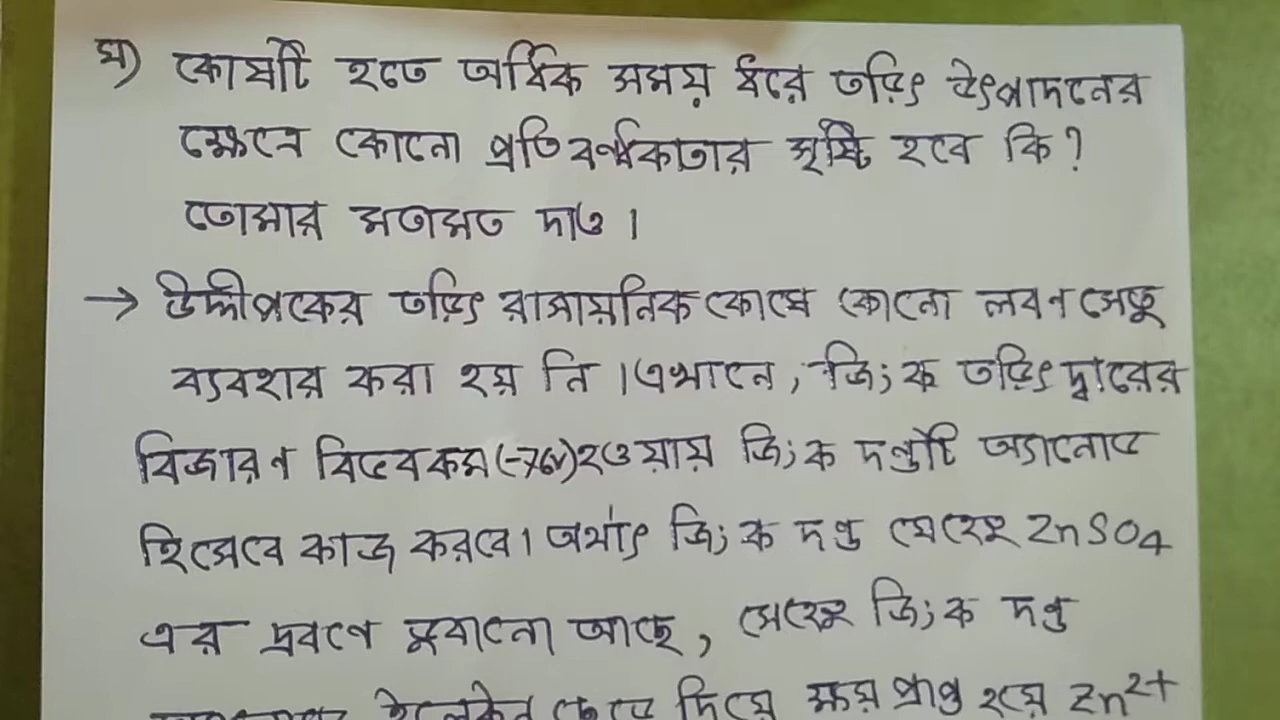 ঘ) কোষটি হতে অধিক সময় ধরে তড়িৎ উৎপাদনের
ক্ষেত্রে কোনো প্রতিবন্ধকতার সৃষ্টি হবে কি?
তোমার মতামত দাও।
→ উদ্দীপকের তড়িৎ রাসায়নিক কোষে কোনো লবণ সেতু
ব্যবহার করা হয় নি। এখানে, জিংক তড়িৎদ্বারের
বিজারণ বিভব কম (-76V) হওয়ায় জিংক দণ্ডটি অ্যানোড
হিসেবে কাজ করবে। অর্থাৎ জিংক দণ্ড যেহেতু ZnSO4
এর দ্রবণে ডুবানো আছে, সেহেতু জিংক দণ্ড
ইলেকট্রন ছেড়ে দিয়ে ক্ষয় প্রাপ্ত হয়ে Zn²⁺